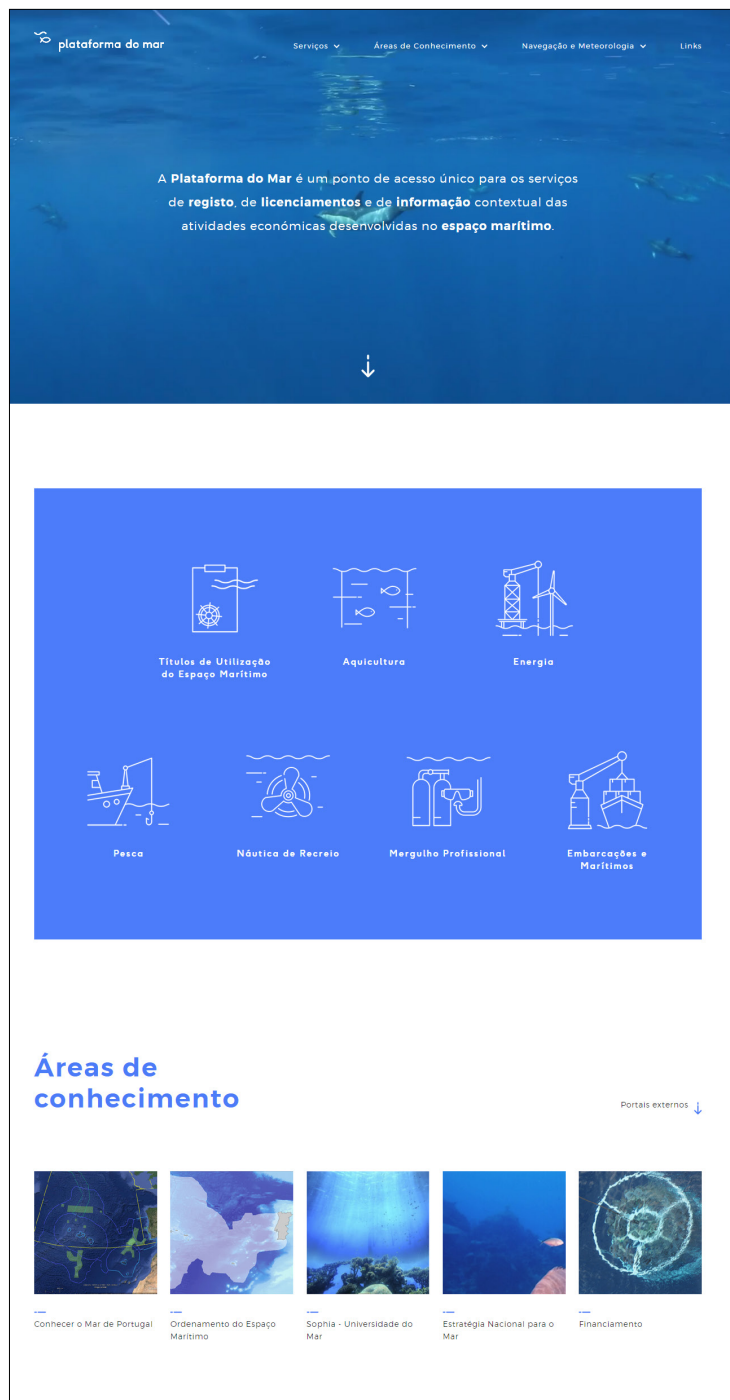 plataforma do mar
Serviços
Áreas de Conhecimento
Navegação e Meteorologia
Links
A Plataforma do Mar é um ponto de acesso único para os serviços
de registo, de licenciamentos e de informação contextual das
atividades económicas desenvolvidas no espaço marítimo.
Títulos de Utilização
do Espaço Marítimo
Aquicultura
Energia
Pesca
Náutica de Recreio
Mergulho Profissional
Embarcações e
Marítimos
Áreas de
conhecimento
Portais externos
Conhecer o Mar de Portugal
Ordenamento do Espaço
Marítimo
Sophia - Universidade do
Mar
Estratégia Nacional para o
Mar
Financiamento